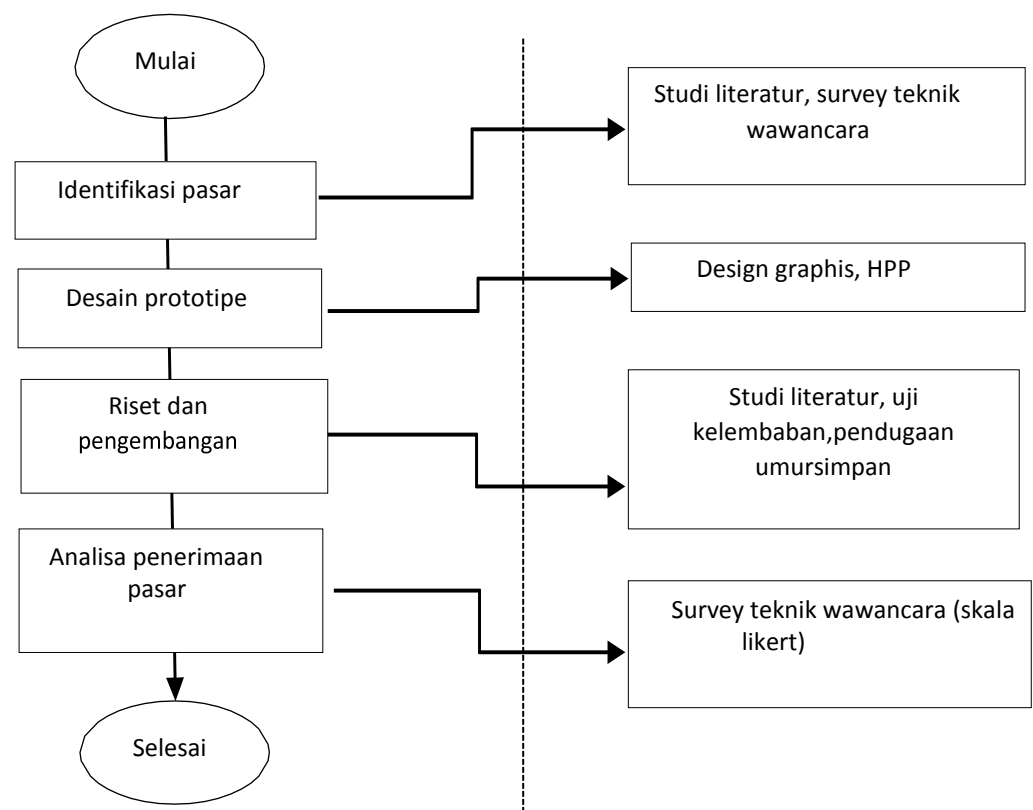 Mulai
Studi literatur, survey teknik
wawancara
Identifikasi pasar
Design graphis, HPP
Desain prototipe
Riset dan
pengembangan
Studi literatur, uji
kelembaban,pendugaan
umursimpan
Analisa penerimaan
pasar
Survey teknik wawancara (skala
likert)
Selesai